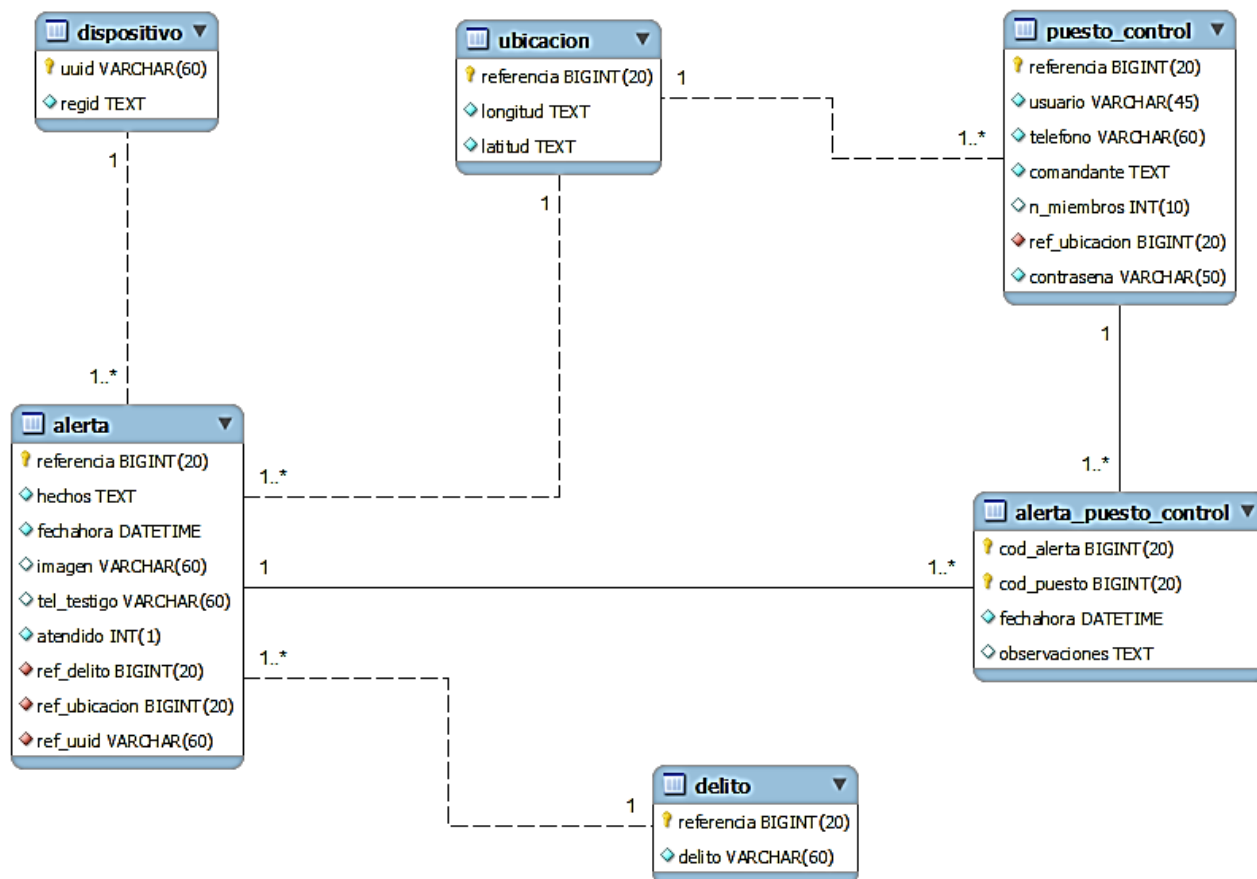 dispositivo
uuid VARCHAR(60)
regid TEXT
ubicacion
referencia BIGINT(20)
longitud TEXT
latitud TEXT
puesto_control
referencia BIGINT(20)
usuario VARCHAR(45)
telefono VARCHAR(60)
comandante TEXT
n_miembros INT(10)
ref_ubicacion BIGINT(20)
contrasena VARCHAR(50)
1
1..*
1
1
1
1..*
1..*
1..*
alerta
referencia BIGINT(20)
hechos TEXT
fechahora DATETIME
imagen VARCHAR(60)
tel_testigo VARCHAR(60)
atendido INT(1)
ref_delito BIGINT(20)
ref_ubicacion BIGINT(20)
ref_uuid VARCHAR(60)
alerta_puesto_control
cod_alerta BIGINT(20)
cod_puesto BIGINT(20)
fechahora DATETIME
observaciones TEXT
1
1..*
1..*
1
delito
referencia BIGINT(20)
delito VARCHAR(60)